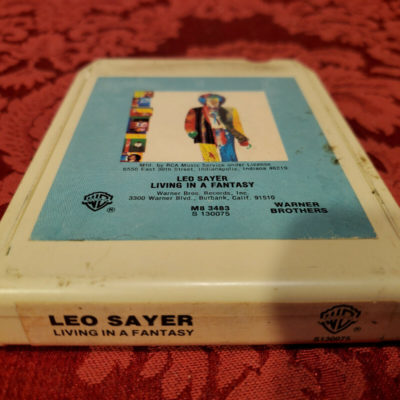 Mfd. by RCA Music Service under License
6550 East 30th Street, Indianapolis, Indiana 46219
LEO SAYER
LIVING IN A FANTASY
Warner Bros. Records, Inc.,
3300 Warner Blvd., Burbank, Calif. 91510
M8 3483
S 130075
WARNER
BROTHERS
®
LEO SAYER
LIVING IN A FANTASY
S130075